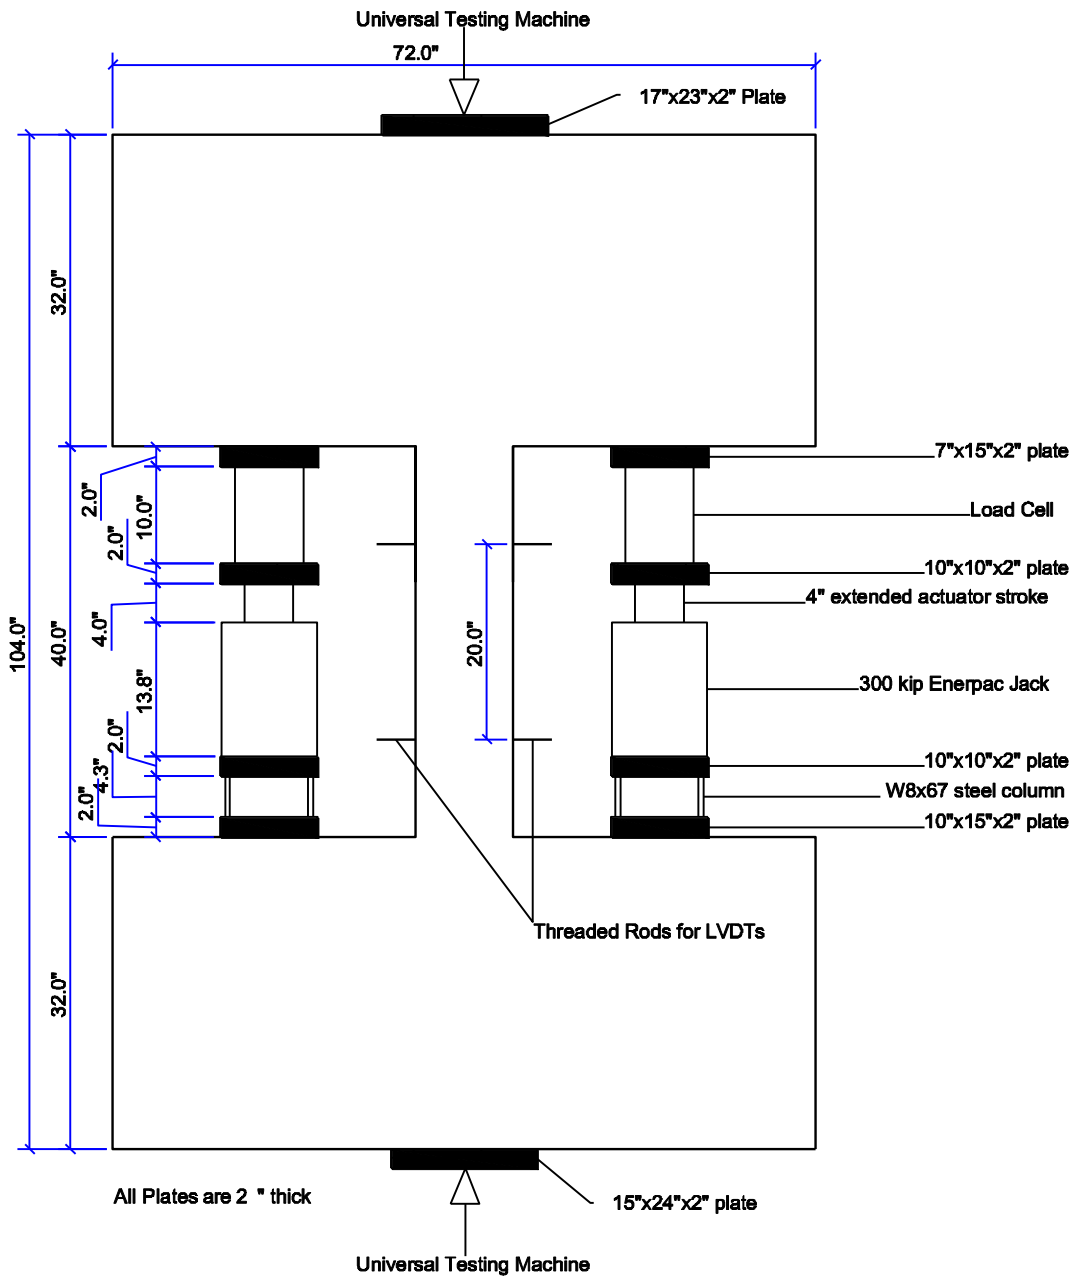 Universal Testing Machine
72.0"
17"x23"x2" Plate
32.0"
7"x15"x2" plate
2.0"
10.0"
Load Cell
2.0"
10"x10"x2" plate
4" extended actuator stroke
4.0"
104.0"
40.0"
20.0"
13.8"
300 kip Enerpac Jack
2.0"
10"x10"x2" plate
4.3"
W8x67 steel column
2.0"
10"x15"x2" plate
Threaded Rods for LVDTs
32.0"
All Plates are 2 " thick
15"x24"x2" plate
Universal Testing Machine